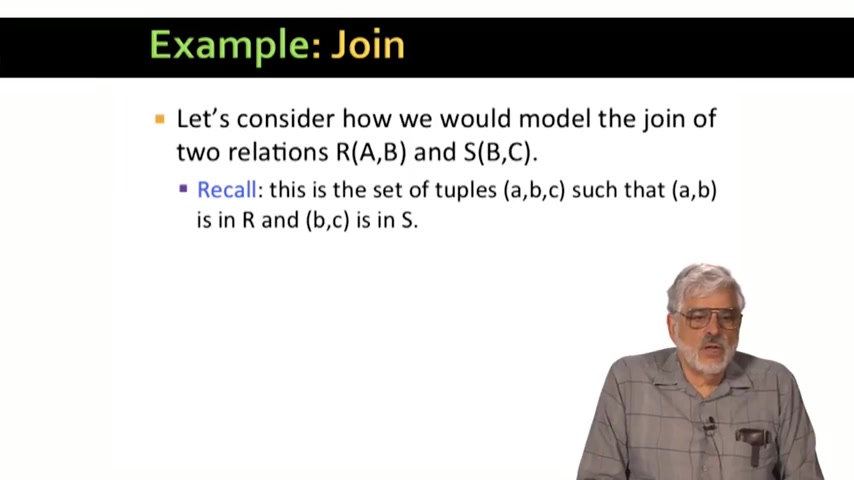 Example: Join
Let's consider how we would model the join of
two relations R(A,B) and S(B,C).
Recall: this is the set of tuples (a,b,c) such that (a,b)
is in R and (b,c) is in S.